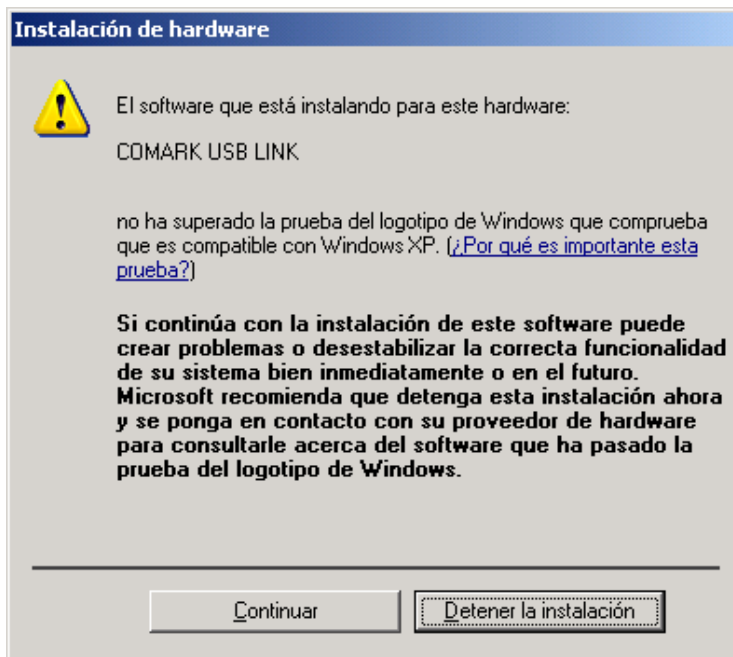 Instalación de hardware
El software que está instalando para este hardware:
COMARK USB LINK
no ha superado la prueba del logotipo de Windows que comprueba
que es compatible con Windows XP. (¿Por qué es importante esta
prueba?)
Si continúa con la instalación de este software puede
crear problemas o desestabilizar la correcta funcionalidad
de su sistema bien inmediatamente o en el futuro.
Microsoft recomienda que detenga esta instalación ahora
y se ponga en contacto con su proveedor de hardware
para consultarle acerca del software que ha pasado la
prueba del logotipo de Windows.
Continuar
Detener la instalación